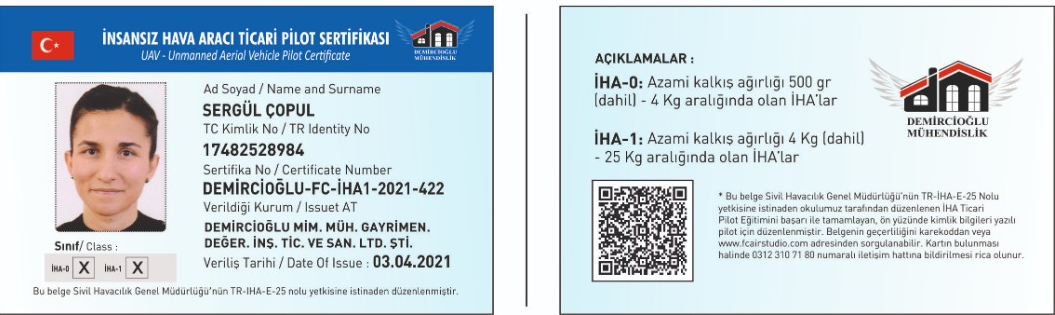 İNSANSIZ HAVA ARACI TİCARİ PİLOT SERTİFİKASI
UAV - Unmanned Aerial Vehicle Pilot Certificate
DEMİRCİOĞLU
MÜHENDİSLİK
Ad Soyad / Name and Surname
SERGÜL ÇOPUL
TC Kimlik No / TR Identity No
17482528984
Sertifika No / Certificate Number
DEMİRCİOĞLU-FC-İHA1-2021-422
Verildiği Kurum / Issuet AT
DEMİRCİOĞLU MİM. MÜH. GAYRİMEN.
DEĞER. İNŞ. TİC. VE SAN. LTD. ŞTİ.
Veriliş Tarihi / Date Of Issue : 03.04.2021
Sınıf/ Class :
İHA-0 X İHA-1 X
Bu belge Sivil Havacılık Genel Müdürlüğü'nün TR-IHA-E-25 nolu yetkisine istinaden düzenlenmiştir.
AÇIKLAMALAR :
İHA-0: Azami kalkış ağırlığı 500 gr
(dahil) - 4 Kg aralığında olan İHA'lar
İHA-1: Azami kalkış ağırlığı 4 Kg (dahil)
- 25 Kg aralığında olan İHA'lar
DEMİRCİOĞLU
MÜHENDİSLİK
* Bu belge Sivil Havacılık Genel Müdürlüğü'nün TR-İHA-E-25 Nolu
yetkisine istinaden okulumuz tarafından düzenlenen İHA Ticari
Pilot Eğitimini başarı ile tamamlayan, ön yüzünde kimlik bilgileri yazılı
pilot için düzenlenmiştir. Belgenin geçerliliğini karekoddan veya
www.fcairstudio.com adresinden sorgulanabilir. Kartın bulunması
halinde 0312 310 71 80 numaralı iletişim hattına bildirilmesi rica olunur.